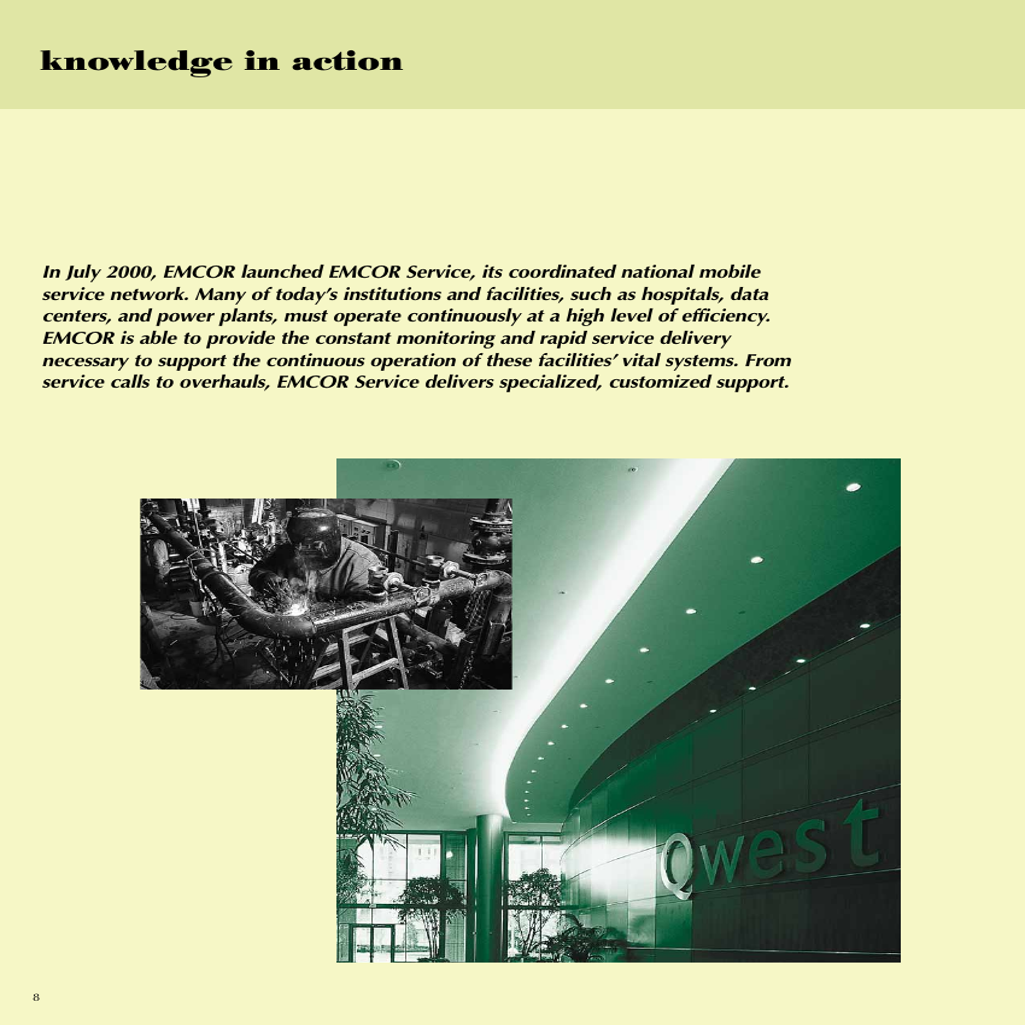 knowledge in action
In July 2000, EMCOR launched EMCOR Service, its coordinated national mobile
service network. Many of today’s institutions and facilities, such as hospitals, data
centers, and power plants, must operate continuously at a high level of efficiency.
EMCOR is able to provide the constant monitoring and rapid service delivery
necessary to support the continuous operation of these facilities’ vital systems. From
service calls to overhauls, EMCOR Service delivers specialized, customized support.
Qwest
8